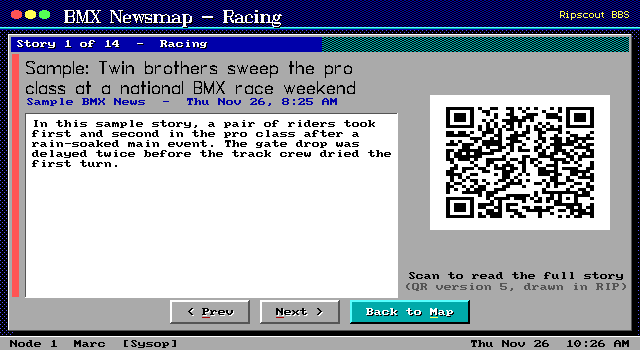 BMX Newsmap - Racing
Ripscout BBS
Story 1 of 14  -  Racing
Sample: Twin brothers sweep the pro
class at a national BMX race weekend
Sample BMX News  -  Thu Nov 26, 8:25 AM
In this sample story, a pair of riders took
first and second in the pro class after a
rain-soaked main event. The gate drop was
delayed twice before the track crew dried the
first turn.
Scan to read the full story
(QR version 5, drawn in RIP)
< Prev
Next >
Back to Map
Node 1  Marc  [Sysop]
Thu Nov 26  10:26 AM